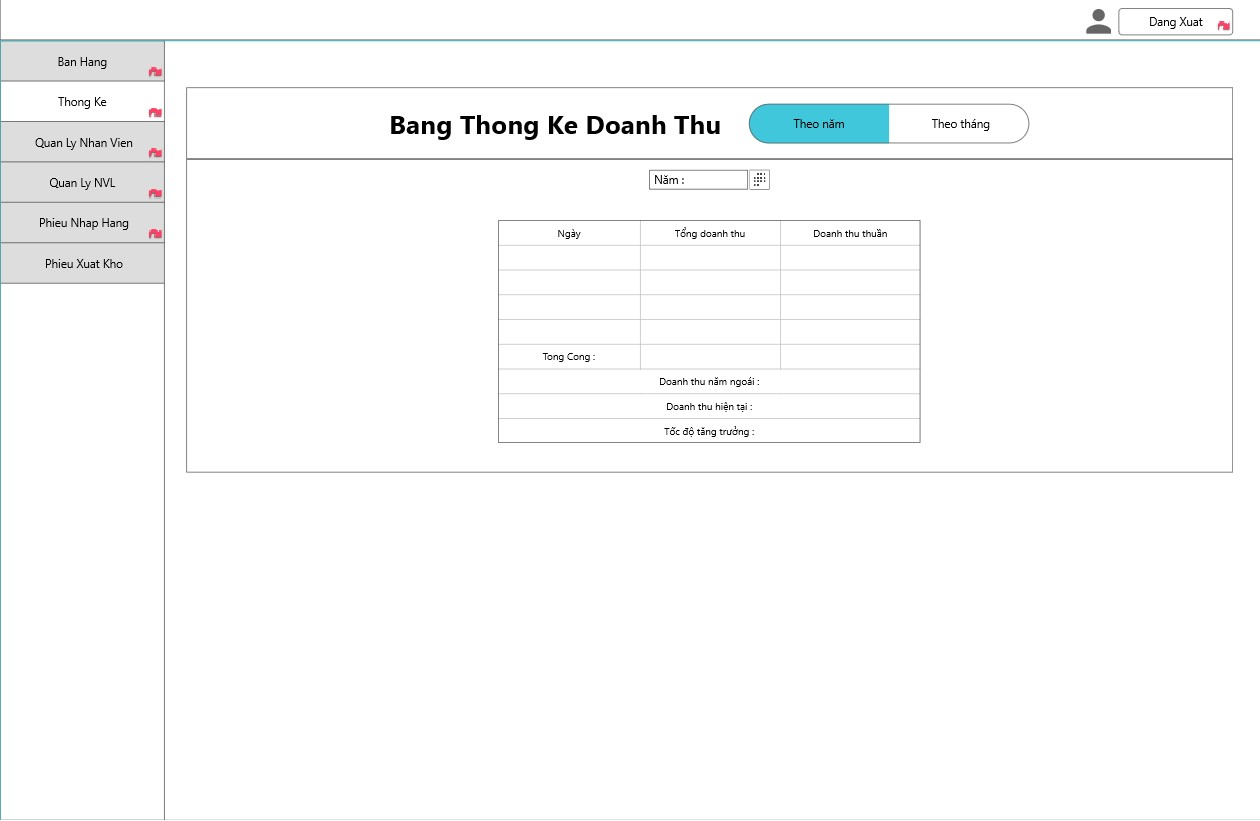 Dang Xuat
Ban Hang
Thong Ke
Quan Ly Nhan Vien
Quan Ly NVL
Phieu Nhap Hang
Phieu Xuat Kho
Bang Thong Ke Doanh Thu
Theo năm
Theo tháng
Năm :
Ngày
Tổng doanh thu
Doanh thu thuần
Tong Cong :
Doanh thu năm ngoái :
Doanh thu hiện tại :
Tốc độ tăng trưởng :